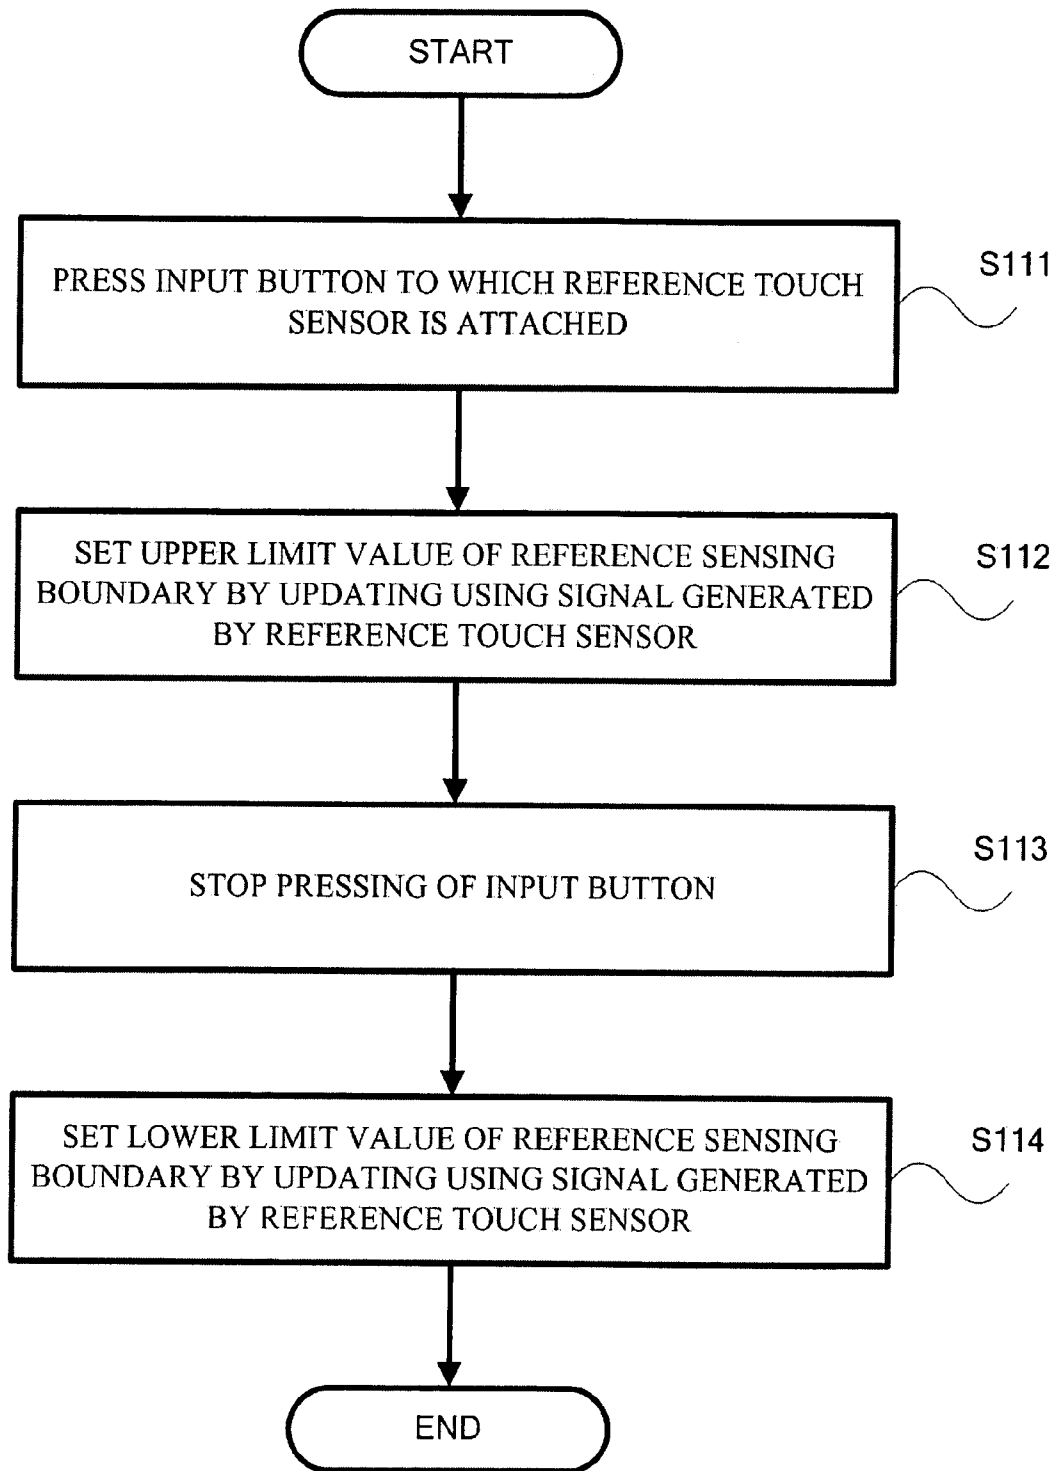 START
PRESS INPUT BUTTON TO WHICH REFERENCE TOUCH
SENSOR IS ATTACHED
S111
SET UPPER LIMIT VALUE OF REFERENCE SENSING
BOUNDARY BY UPDATING USING SIGNAL GENERATED
BY REFERENCE TOUCH SENSOR
S112
STOP PRESSING OF INPUT BUTTON
S113
SET LOWER LIMIT VALUE OF REFERENCE SENSING
BOUNDARY BY UPDATING USING SIGNAL GENERATED
BY REFERENCE TOUCH SENSOR
S114
END